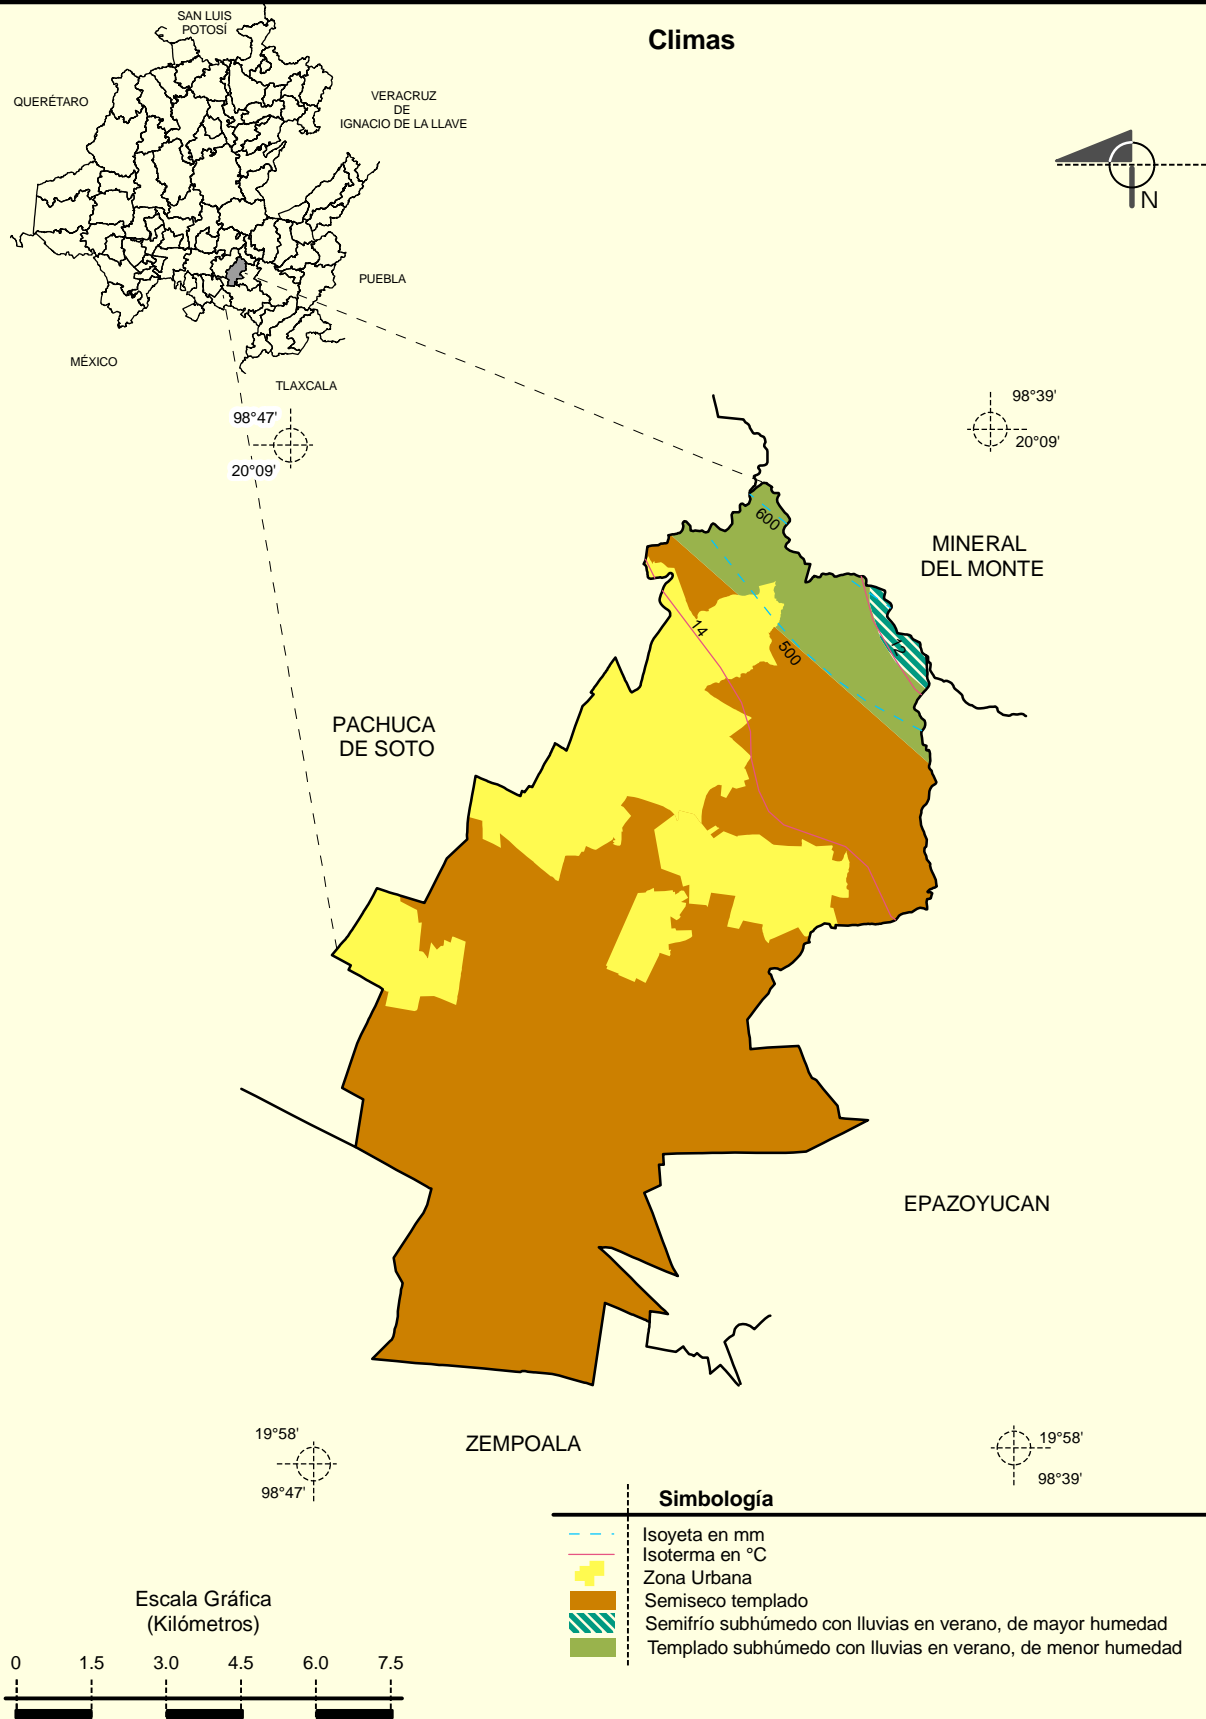 Climas
SAN LUIS
POTOSÍ
QUERÉTARO
VERACRUZ
DE
IGNACIO DE LA LLAVE
PUEBLA
MÉXICO
TLAXCALA
N
98°47'
20°09'
98°39'
20°09'
MINERAL
DEL MONTE
600
14
500
12
PACHUCA
DE SOTO
EPAZOYUCAN
ZEMPOALA
19°58'
98°47'
19°58'
98°39'
Simbología
Isoyeta en mm
Isoterma en °C
Zona Urbana
Semiseco templado
Semifrío subhúmedo con lluvias en verano, de mayor humedad
Templado subhúmedo con lluvias en verano, de menor humedad
Escala Gráfica
(Kilómetros)
0 1.5 3.0 4.5 6.0 7.5